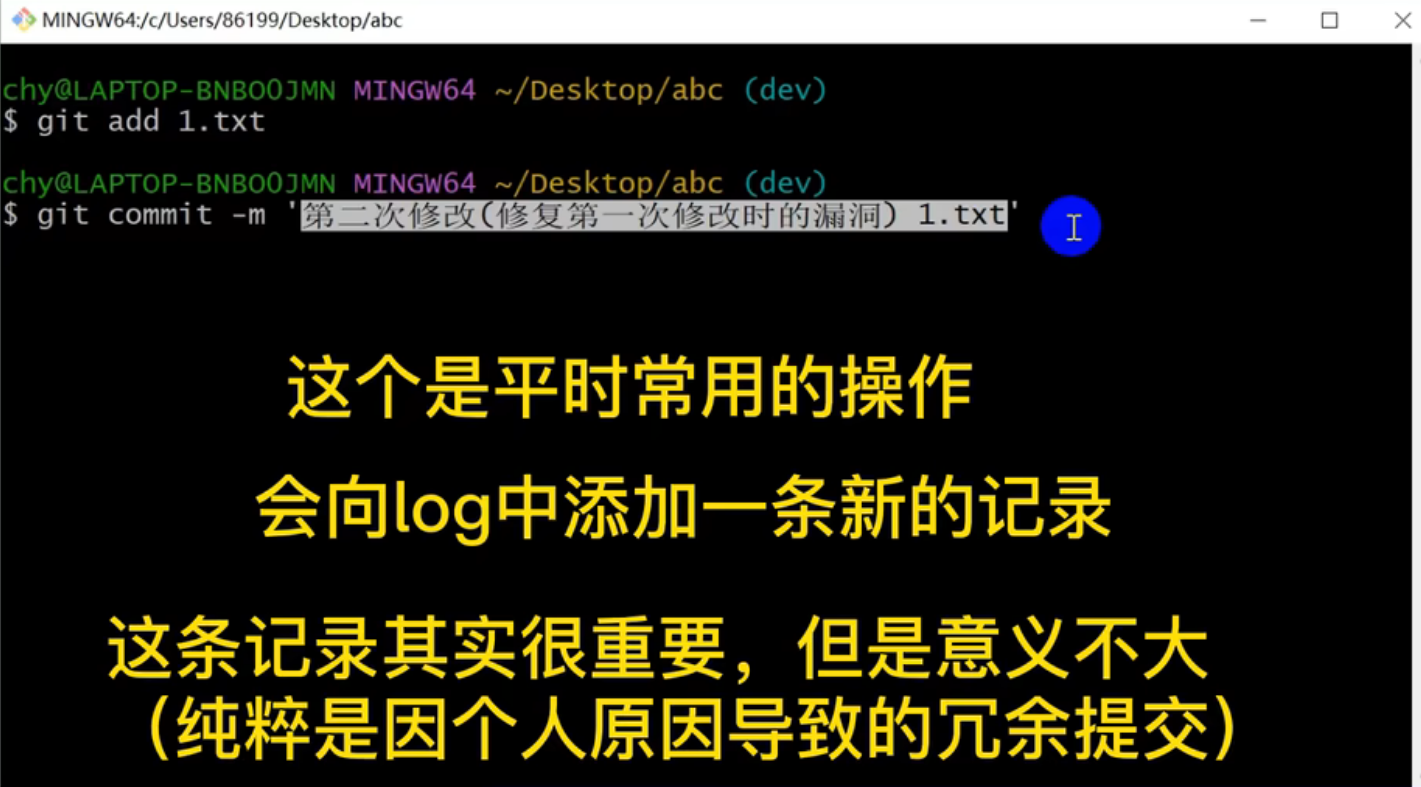 MINGW64:/c/Users/86199/Desktop/abc
chy@LAPTOP-BNBOOJMN MINGW64 ~/Desktop/abc (dev)
$ git add 1.txt
chy@LAPTOP-BNBOOJMN MINGW64 ~/Desktop/abc (dev)
$ git commit -m '第二次修改(修复第一次修改时的漏洞) 1.txt'
这个是平时常用的操作
会向log中添加一条新的记录
这条记录其实很重要，但是意义不大
（纯粹是因个人原因导致的冗余提交）